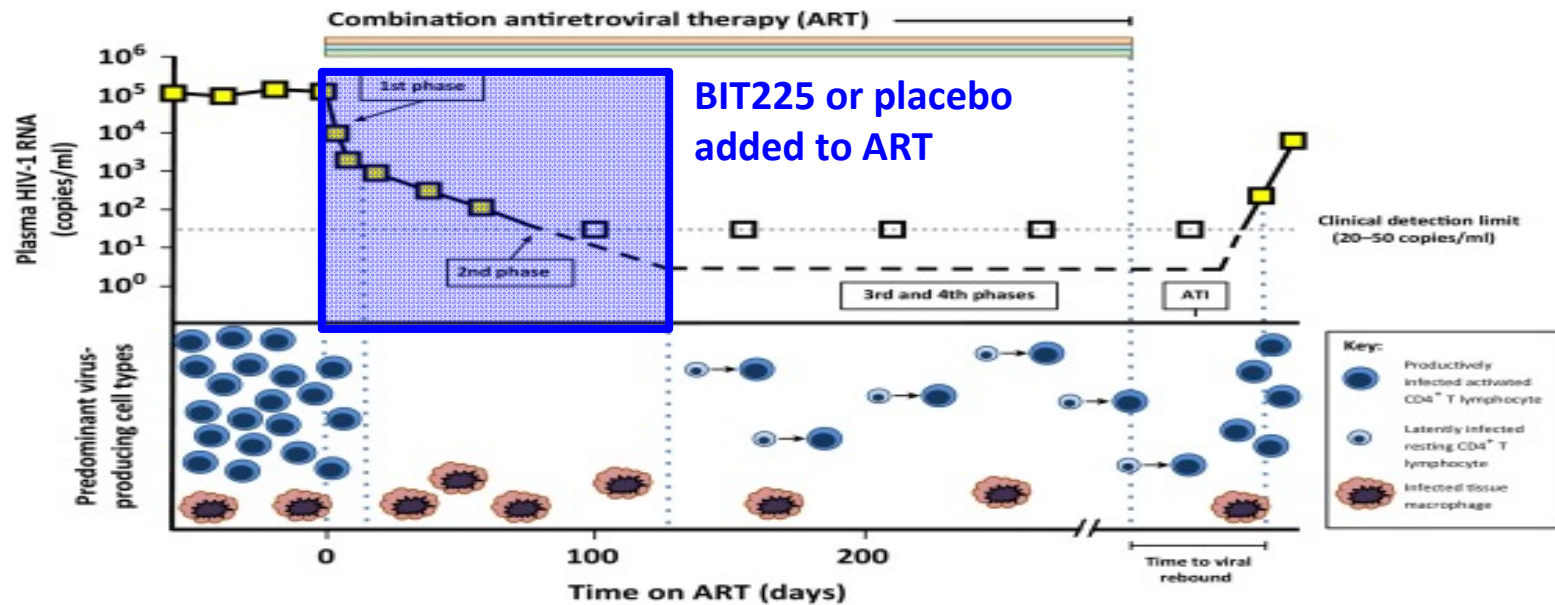 Combination antiretroviral therapy (ART)
10⁶
10⁵
10⁴
10³
10²
10¹
10⁰
Plasma HIV-1 RNA
(copies/ml)
1st phase
2nd phase
BIT225 or placebo
added to ART
Clinical detection limit
(20–50 copies/ml)
3rd and 4th phases
ATI
Predominant virus-
producing cell types
Key:
Productively
infected activated
CD4⁺ T lymphocyte
Latently infected
resting CD4⁺ T
lymphocyte
Infected tissue
macrophage
0
100
200
Time on ART (days)
Time to viral
rebound